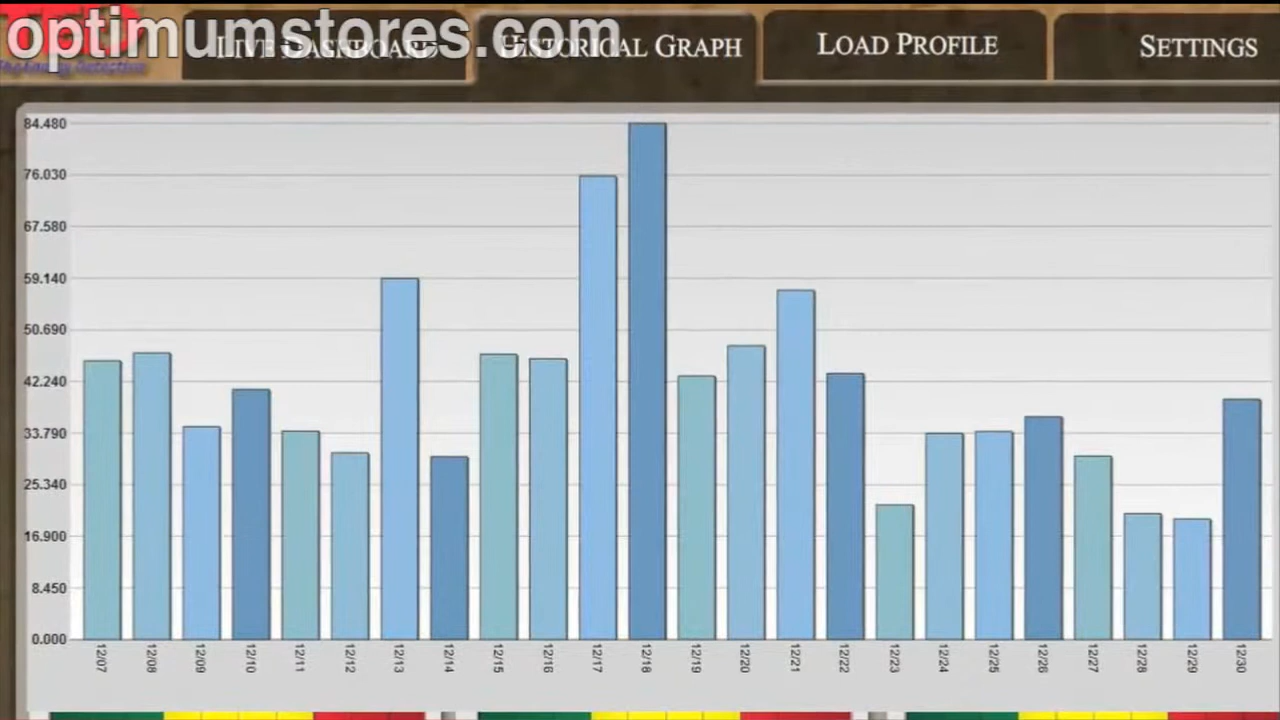 optimumstores.com
LIVE DASHBOARD
HISTORICAL GRAPH
LOAD PROFILE
SETTINGS
84.480
76.030
67.580
59.140
50.690
42.240
33.790
25.340
16.900
8.450
0.000
12/07 12/08 12/09 12/10 12/11 12/12 12/13 12/14 12/15 12/16 12/17 12/18 12/19 12/20 12/21 12/22 12/23 12/24 12/25 12/26 12/27 12/28 12/29 12/30